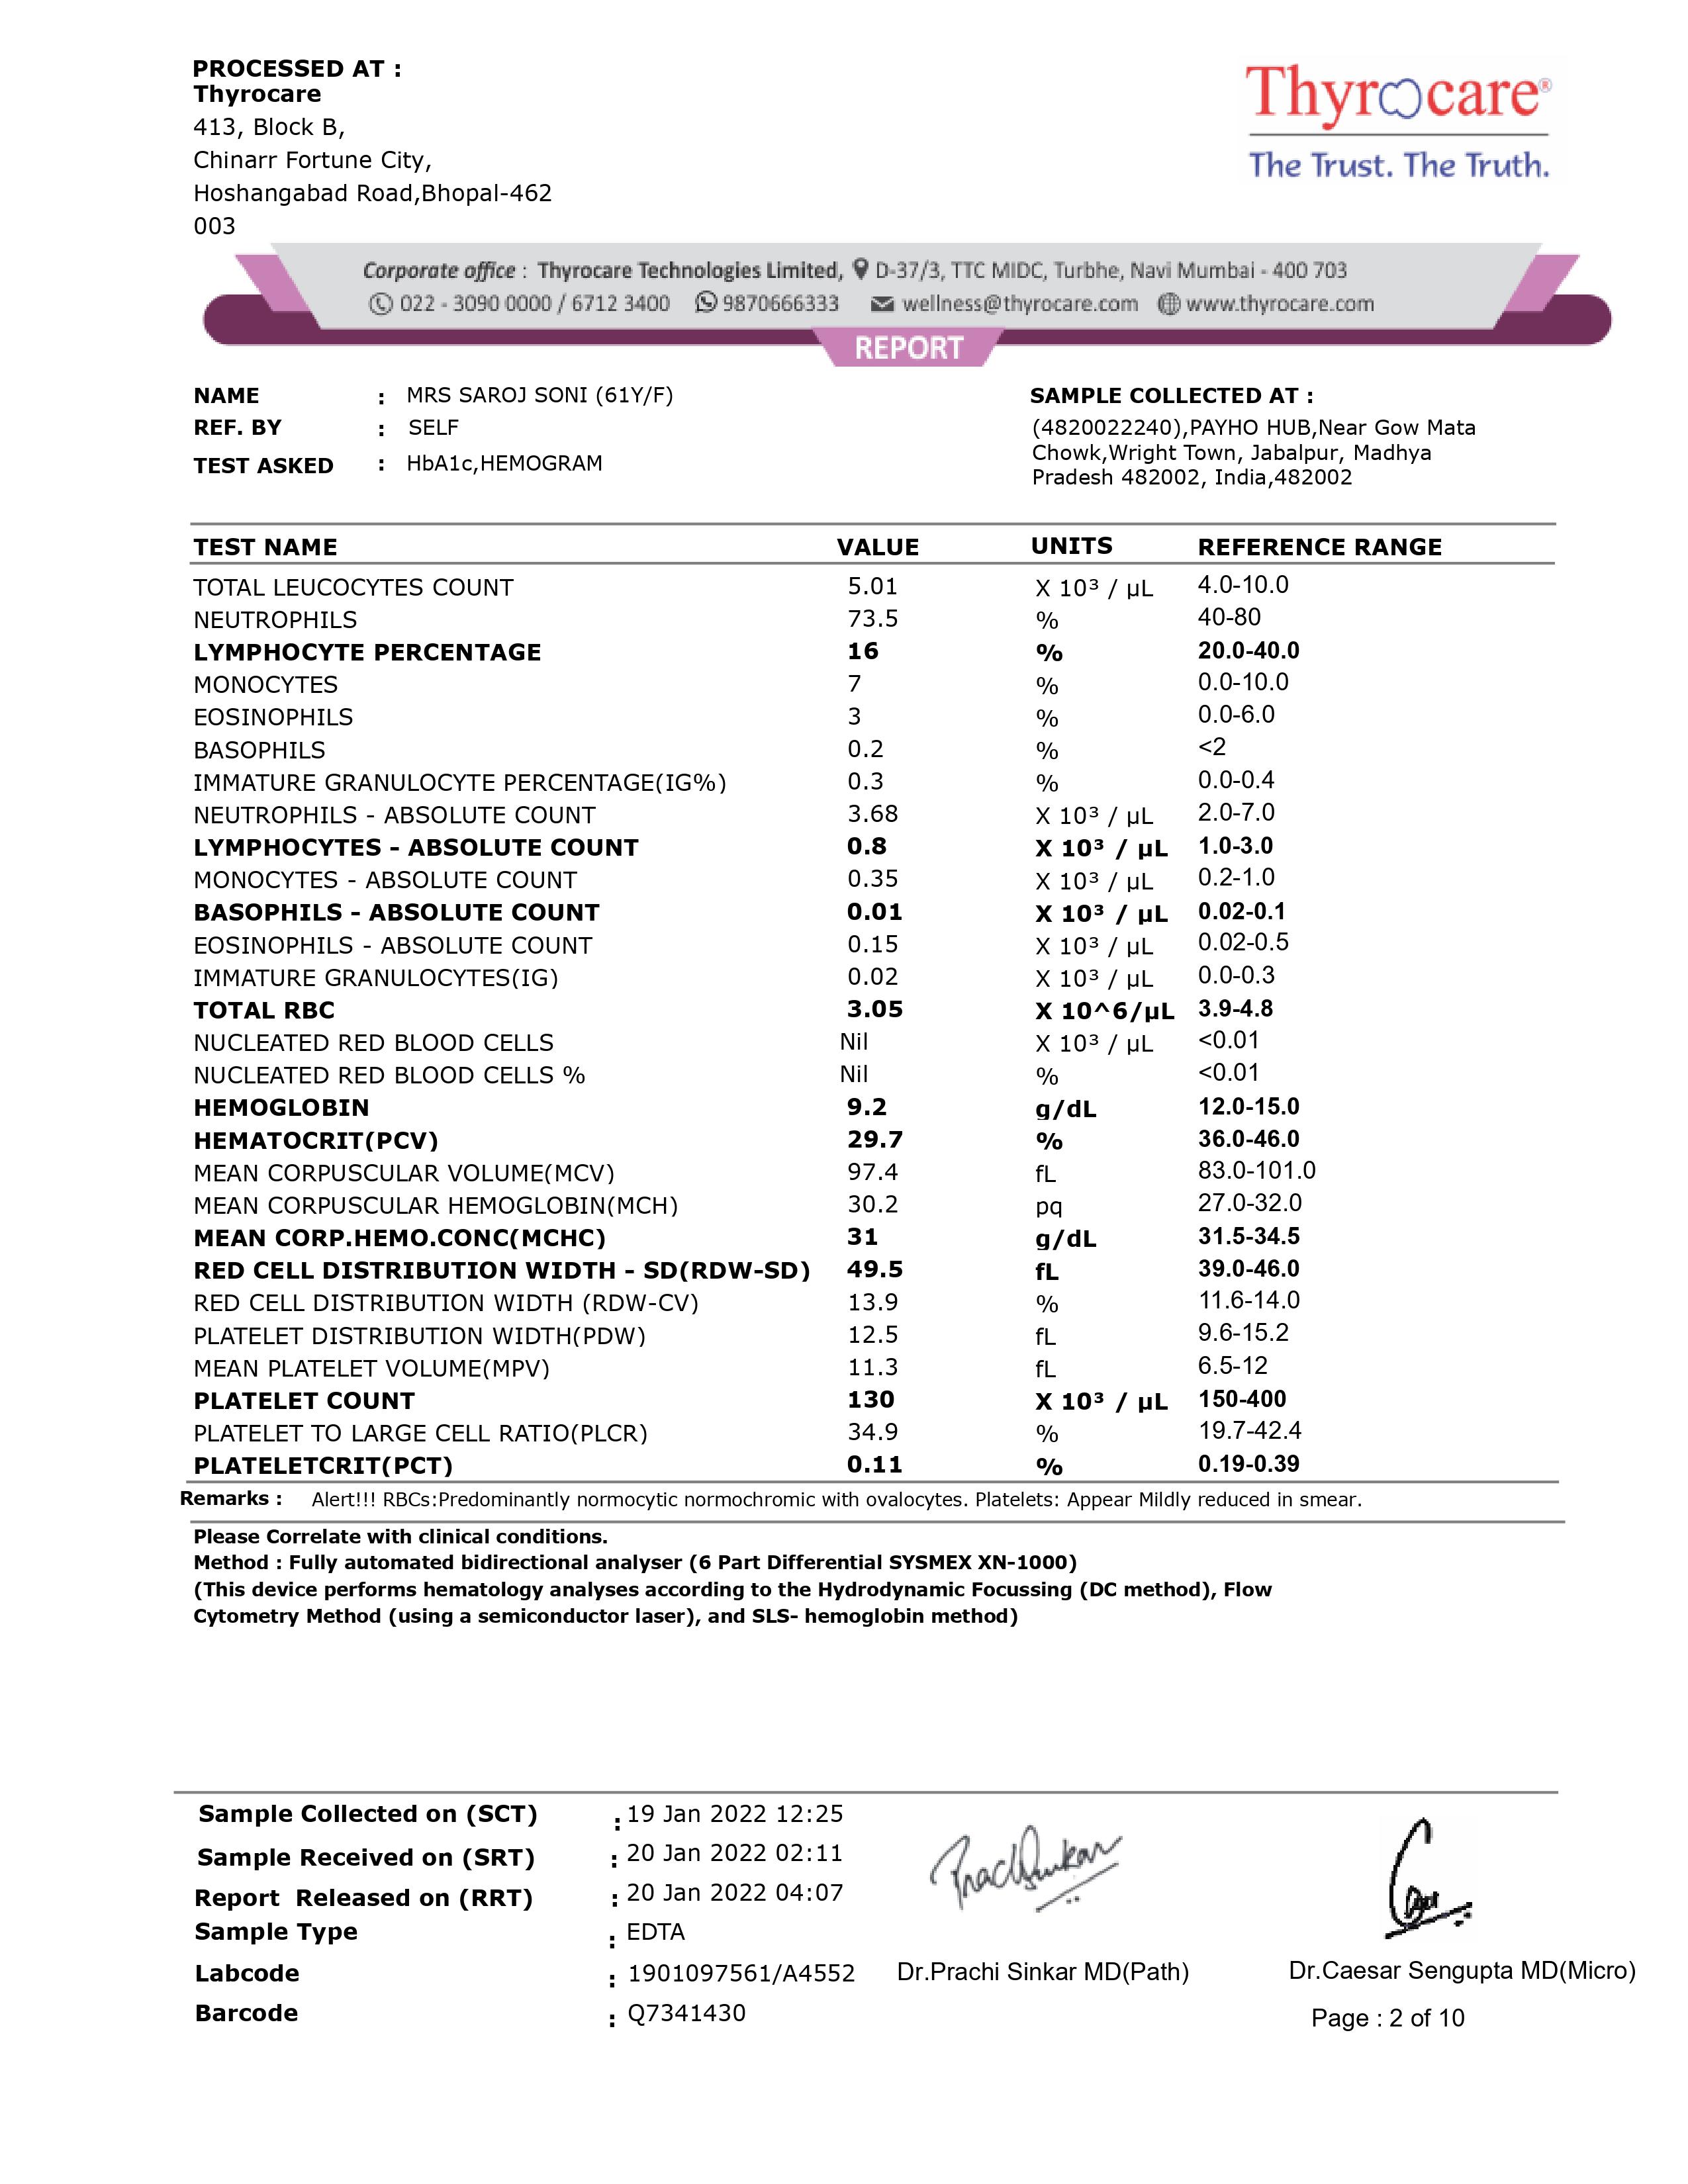 PROCESSED AT :
Thyrocare
413, Block B,
Chinarr Fortune City,
Hoshangabad Road,Bhopal-462
003
Thyrocare®
The Trust. The Truth.
Corporate office : Thyrocare Technologies Limited, D-37/3, TTC MIDC, Turbhe, Navi Mumbai - 400 703
022 - 3090 0000 / 6712 3400 9870666333 wellness@thyrocare.com www.thyrocare.com
REPORT
NAME : MRS SAROJ SONI (61Y/F)
REF. BY : SELF
TEST ASKED : HbA1c,HEMOGRAM
SAMPLE COLLECTED AT :
(4820022240),PAYHO HUB,Near Gow Mata
Chowk,Wright Town, Jabalpur, Madhya
Pradesh 482002, India,482002
TEST NAME VALUE UNITS REFERENCE RANGE
TOTAL LEUCOCYTES COUNT 5.01 X 10³ / µL 4.0-10.0
NEUTROPHILS 73.5 % 40-80
LYMPHOCYTE PERCENTAGE 16 % 20.0-40.0
MONOCYTES 7 % 0.0-10.0
EOSINOPHILS 3 % 0.0-6.0
BASOPHILS 0.2 % <2
IMMATURE GRANULOCYTE PERCENTAGE(IG%) 0.3 % 0.0-0.4
NEUTROPHILS - ABSOLUTE COUNT 3.68 X 10³ / µL 2.0-7.0
LYMPHOCYTES - ABSOLUTE COUNT 0.8 X 10³ / µL 1.0-3.0
MONOCYTES - ABSOLUTE COUNT 0.35 X 10³ / µL 0.2-1.0
BASOPHILS - ABSOLUTE COUNT 0.01 X 10³ / µL 0.02-0.1
EOSINOPHILS - ABSOLUTE COUNT 0.15 X 10³ / µL 0.02-0.5
IMMATURE GRANULOCYTES(IG) 0.02 X 10³ / µL 0.0-0.3
TOTAL RBC 3.05 X 10^6/µL 3.9-4.8
NUCLEATED RED BLOOD CELLS Nil X 10³ / µL <0.01
NUCLEATED RED BLOOD CELLS % Nil % <0.01
HEMOGLOBIN 9.2 g/dL 12.0-15.0
HEMATOCRIT(PCV) 29.7 % 36.0-46.0
MEAN CORPUSCULAR VOLUME(MCV) 97.4 fL 83.0-101.0
MEAN CORPUSCULAR HEMOGLOBIN(MCH) 30.2 pq 27.0-32.0
MEAN CORP.HEMO.CONC(MCHC) 31 g/dL 31.5-34.5
RED CELL DISTRIBUTION WIDTH - SD(RDW-SD) 49.5 fL 39.0-46.0
RED CELL DISTRIBUTION WIDTH (RDW-CV) 13.9 % 11.6-14.0
PLATELET DISTRIBUTION WIDTH(PDW) 12.5 fL 9.6-15.2
MEAN PLATELET VOLUME(MPV) 11.3 fL 6.5-12
PLATELET COUNT 130 X 10³ / µL 150-400
PLATELET TO LARGE CELL RATIO(PLCR) 34.9 % 19.7-42.4
PLATELETCRIT(PCT) 0.11 % 0.19-0.39
Remarks : Alert!!! RBCs:Predominantly normocytic normochromic with ovalocytes. Platelets: Appear Mildly reduced in smear.
Please Correlate with clinical conditions.
Method : Fully automated bidirectional analyser (6 Part Differential SYSMEX XN-1000)
(This device performs hematology analyses according to the Hydrodynamic Focussing (DC method), Flow
Cytometry Method (using a semiconductor laser), and SLS- hemoglobin method)
Sample Collected on (SCT) : 19 Jan 2022 12:25
Sample Received on (SRT) : 20 Jan 2022 02:11
Report Released on (RRT) : 20 Jan 2022 04:07
Sample Type : EDTA
Labcode : 1901097561/A4552
Barcode : Q7341430
Dr.Prachi Sinkar MD(Path)
Dr.Caesar Sengupta MD(Micro)
Page : 2 of 10